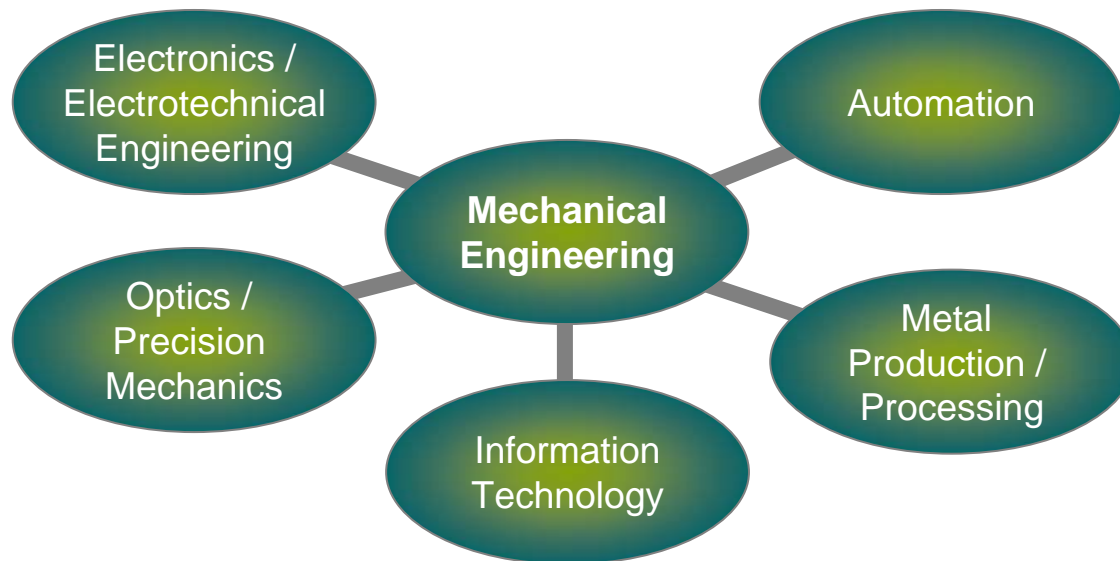 Electronics /
Electrotechnical
Engineering
Automation
Mechanical
Engineering
Optics /
Precision
Mechanics
Metal
Production /
Processing
Information
Technology